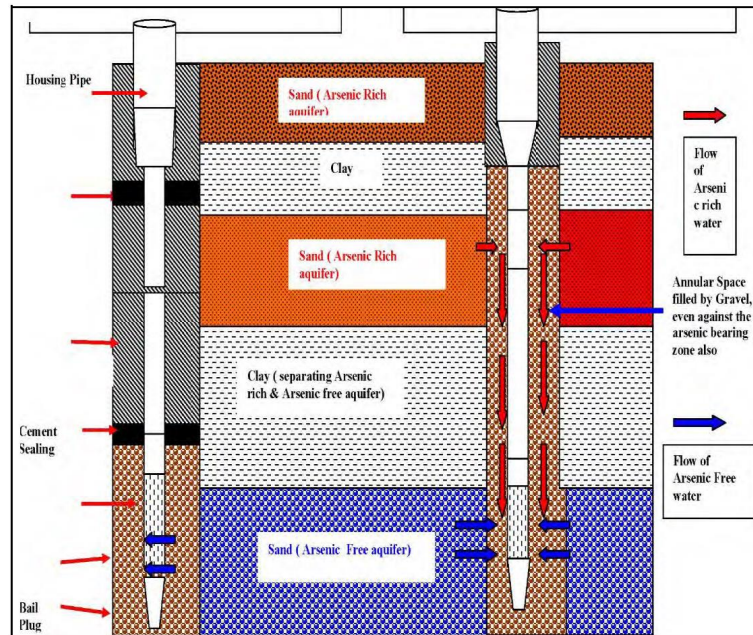 Housing Pipe
Sand ( Arsenic Rich
aquifer)
Clay
Sand ( Arsenic Rich
aquifer)
Clay ( separating Arsenic
rich & Arsenic free aquifer)
Cement
Sealing
Sand ( Arsenic Free aquifer)
Bail
Plug
Flow
of
Arseni
c rich
water
Annular Space
filled by Gravel,
even against the
arsenic bearing
zone also
Flow of
Arsenic Free
water